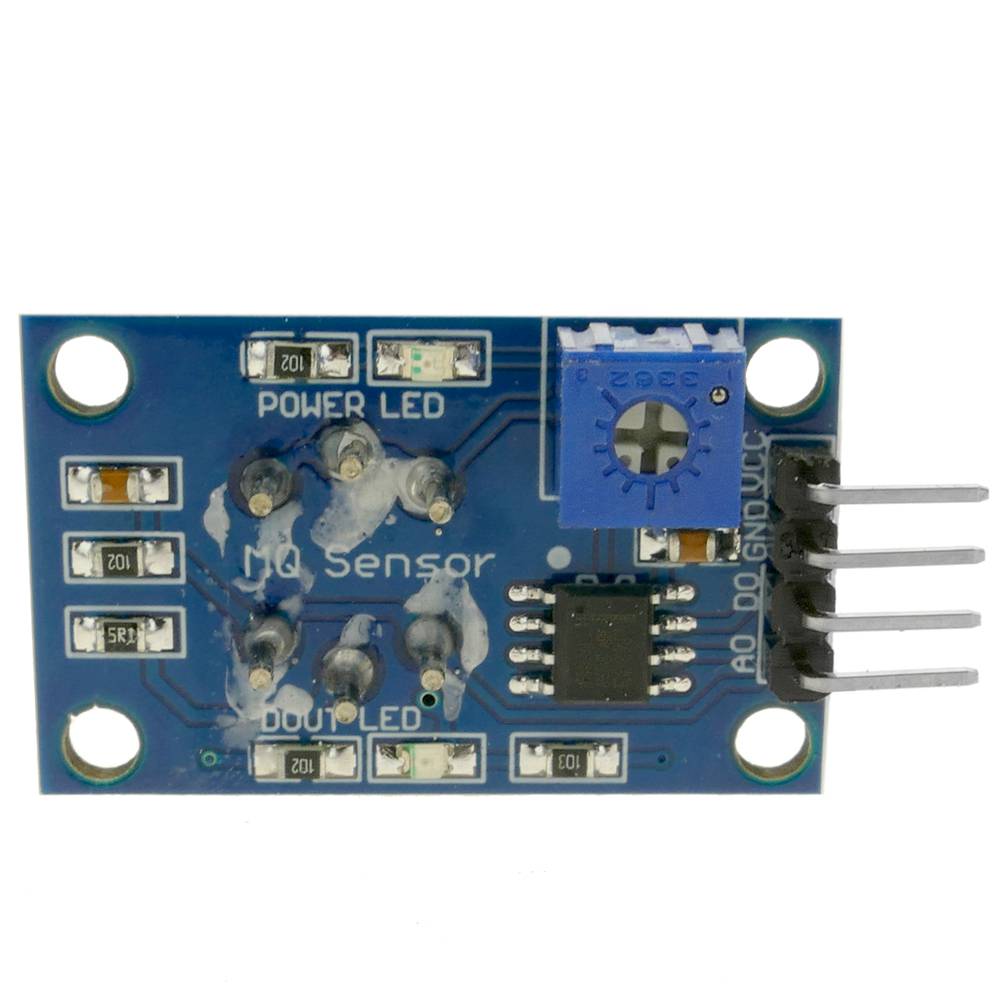 102
3362
POWER LED
VCC
GND
DO
AO
102
MQ Sensor
5R1
DOUT LED
102
103